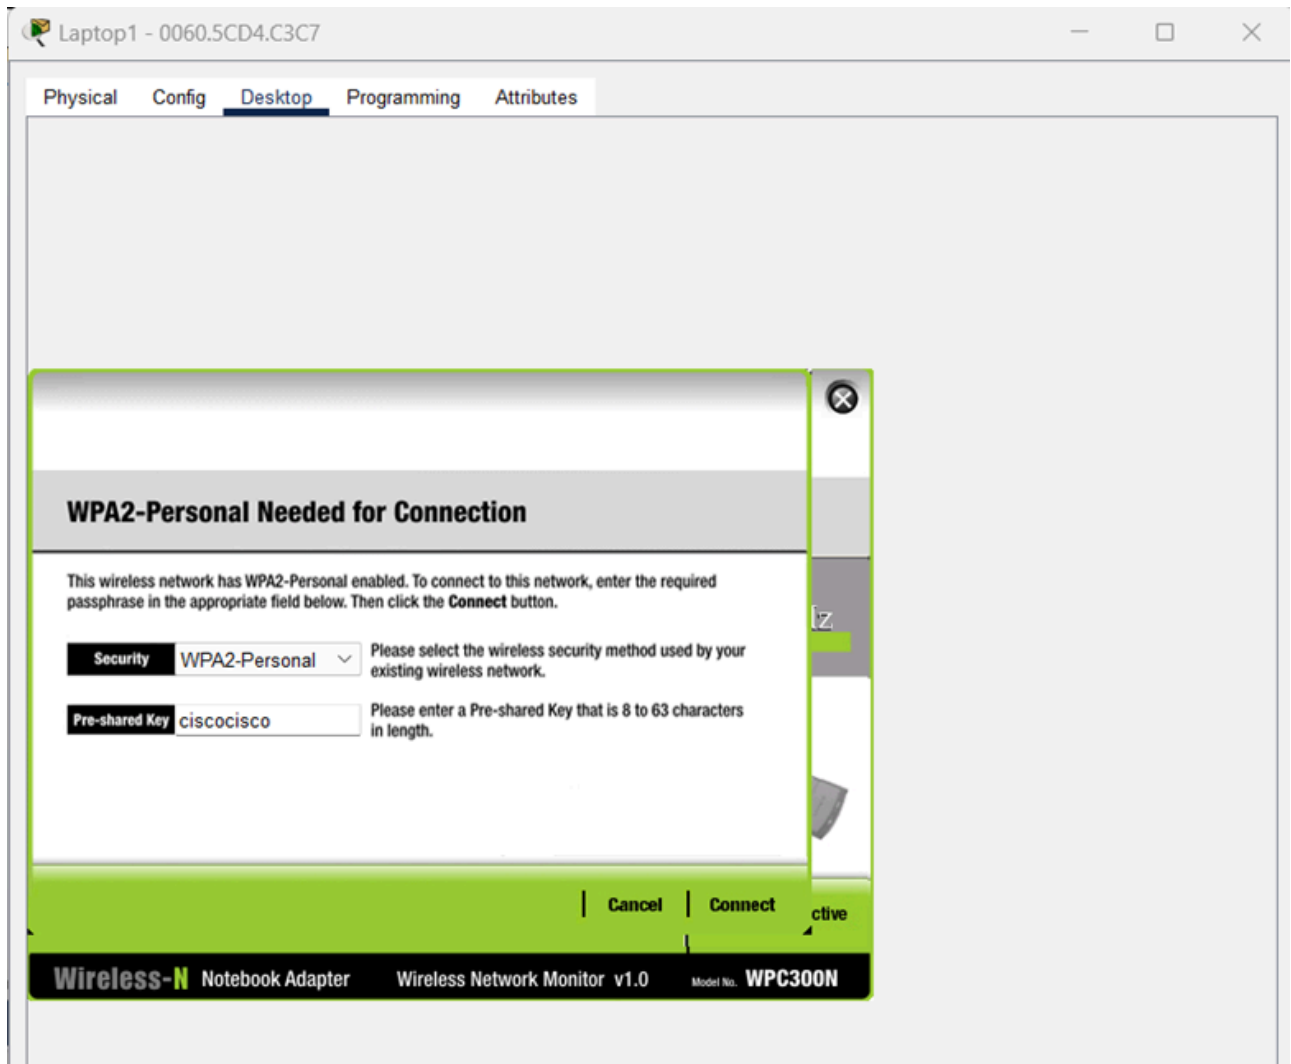 Laptop1 - 0060.5CD4.C3C7
Physical Config Desktop Programming Attributes
WPA2-Personal Needed for Connection
This wireless network has WPA2-Personal enabled. To connect to this network, enter the required
passphrase in the appropriate field below. Then click the Connect button.
Security WPA2-Personal Please select the wireless security method used by your
existing wireless network.
Pre-shared Key ciscocisco Please enter a Pre-shared Key that is 8 to 63 characters
in length.
Cancel Connect
Wireless-N Notebook Adapter Wireless Network Monitor v1.0 Model No. WPC300N